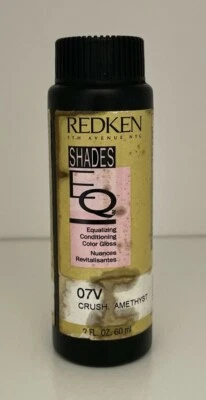 REDKEN
5TH AVENUE NYC
SHADES
EQ
Equalizing
Conditioning
Color Gloss
Nuances
Revitalisantes
07V
CRUSH. AMETHYST
2 FL. OZ. 60 mL